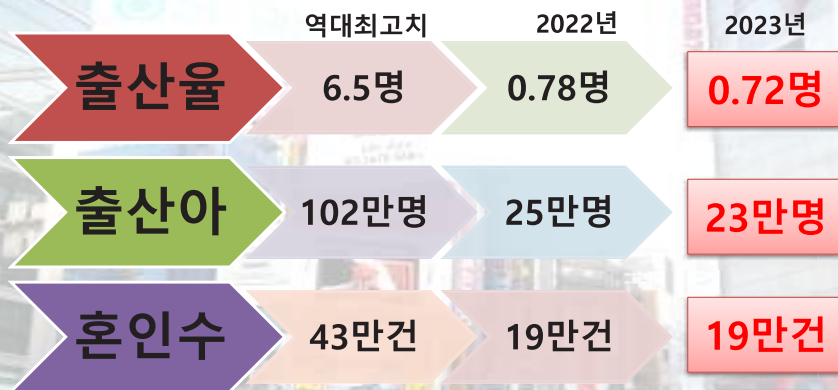 역대최고치 2022년 2023년
출산율 6.5명 0.78명 0.72명
출산아 102만명 25만명 23만명
혼인수 43만건 19만건 19만건